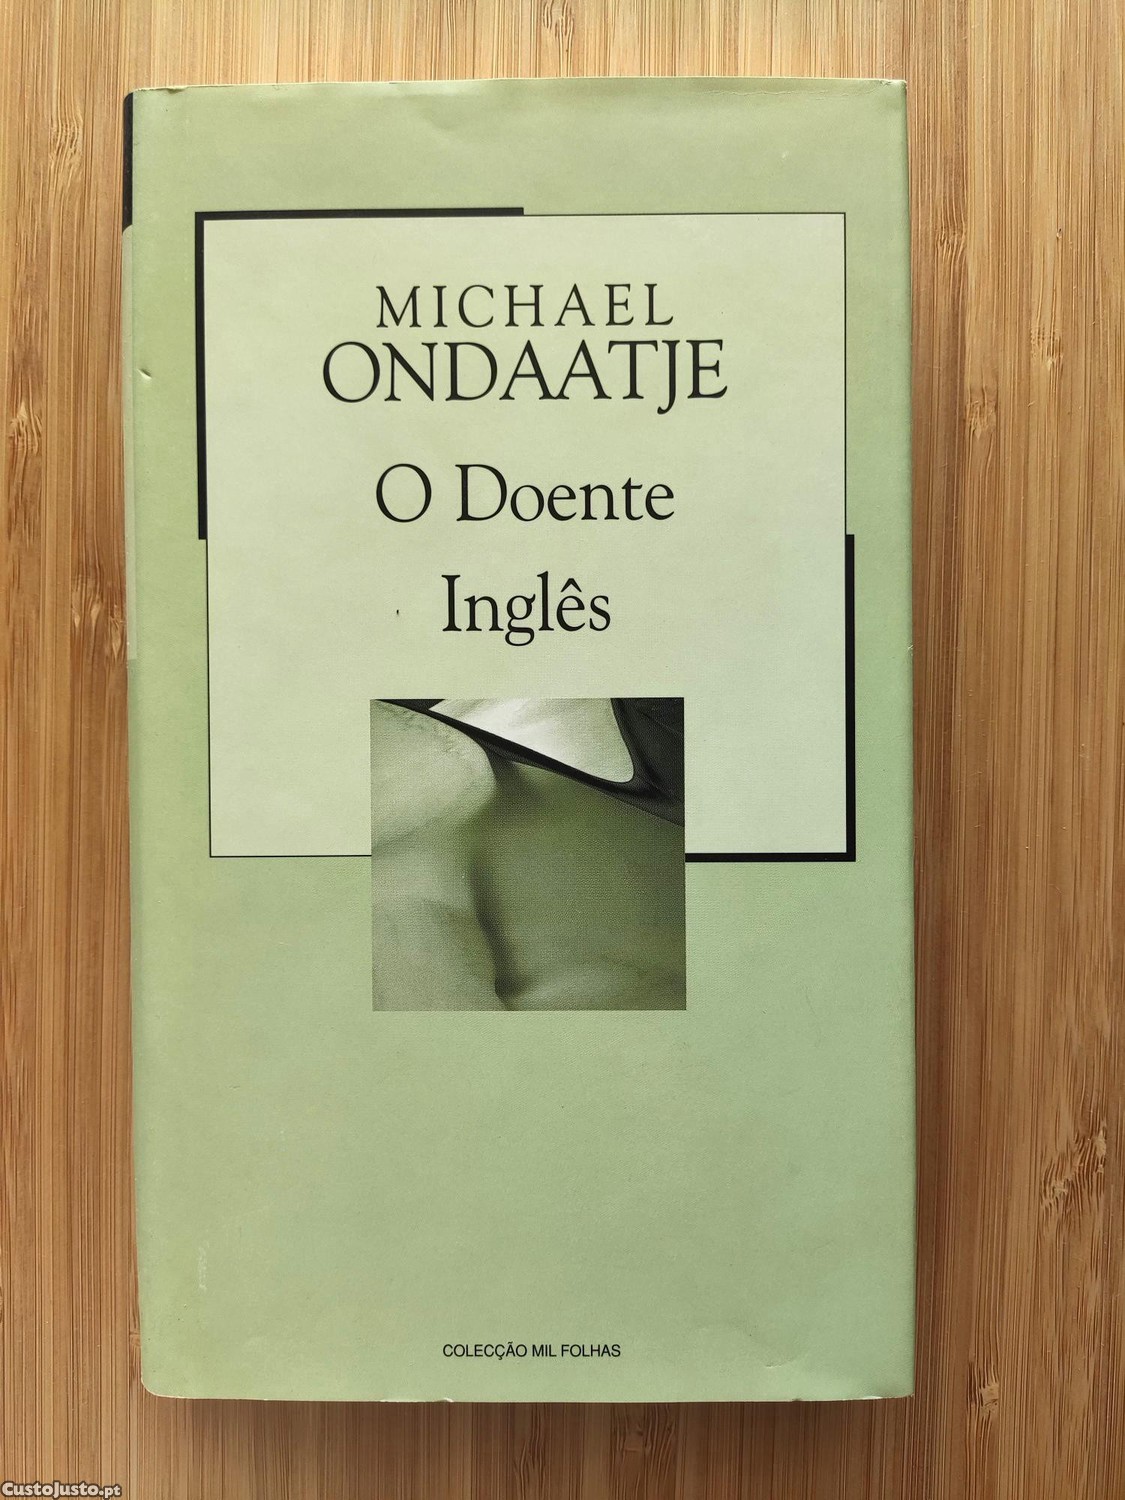 MICHAEL
ONDAATJE
O Doente
Inglês
COLECÇÃO MIL FOLHAS
CustoJusto.pt